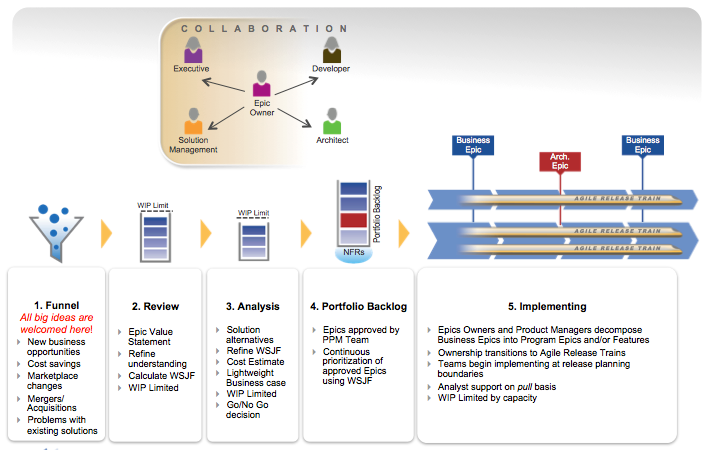 COLLABORATION
Executive
Developer
Epic
Owner
Solution
Management
Architect
Business
Epic
Arch.
Epic
Business
Epic
WIP Limit
WIP Limit
Portfolio Backlog
NFRs
AGILE RELEASE TRAIN
AGILE RELEASE TRAIN
AGILE RELEASE TRAIN
1. Funnel
All big ideas are
welcomed here!
New business
opportunities
Cost savings
Marketplace
changes
Mergers/
Acquisitions
Problems with
existing solutions
2. Review
Epic Value
Statement
Refine
understanding
Calculate WSJF
WIP Limited
3. Analysis
Solution
alternatives
Refine WSJF
Cost Estimate
Lightweight
Business case
WIP Limited
Go/No Go
decision
4. Portfolio Backlog
Epics approved by
PPM Team
Continuous
prioritization of
approved Epics
using WSJF
5. Implementing
Epics Owners and Product Managers decompose
Business Epics into Program Epics and/or Features
Ownership transitions to Agile Release Trains
Teams begin implementing at release planning
boundaries
Analyst support on pull basis
WIP Limited by capacity